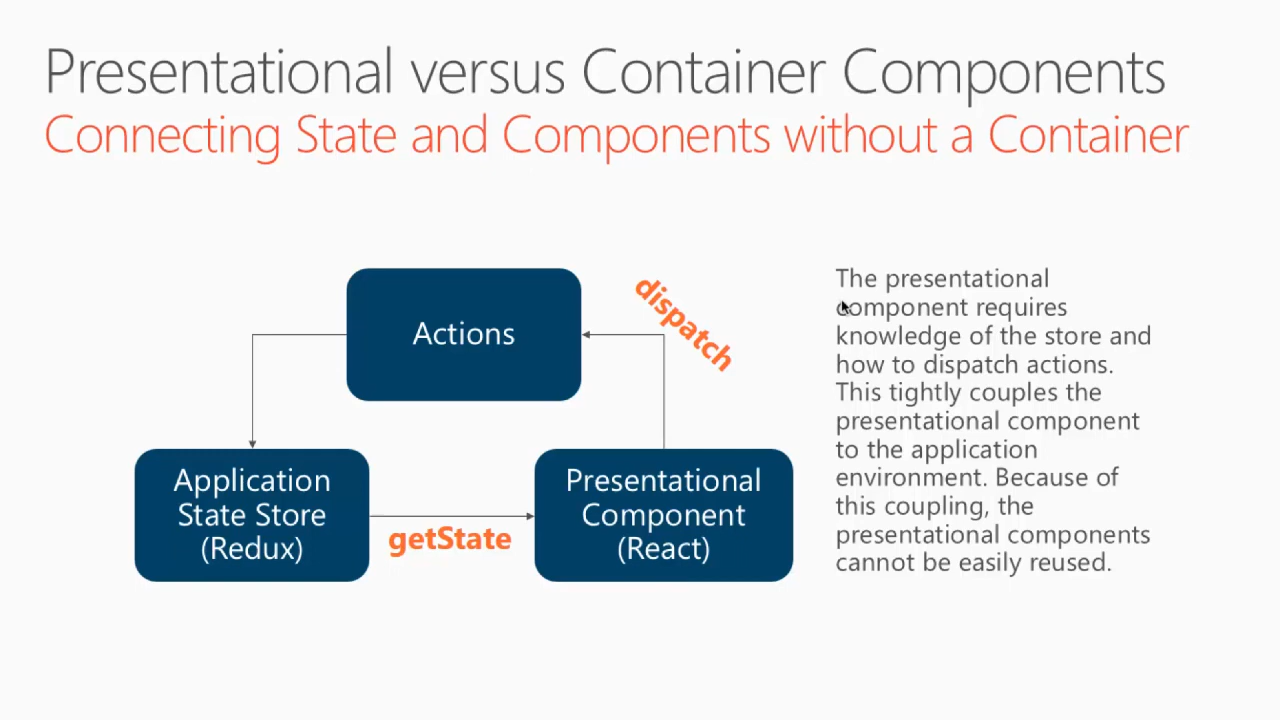 Presentational versus Container Components
Connecting State and Components without a Container
Actions
dispatch
Application
State Store
(Redux)
getState
Presentational
Component
(React)
The presentational
component requires
knowledge of the store and
how to dispatch actions.
This tightly couples the
presentational component
to the application
environment. Because of
this coupling, the
presentational components
cannot be easily reused.